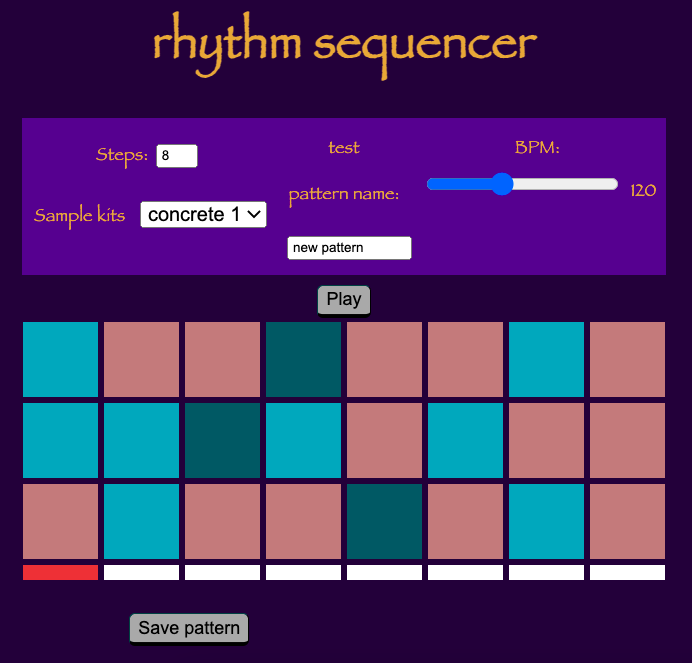 rhythm sequencer
Steps: 8
test
BPM:
Sample kits concrete 1
pattern name:
120
new pattern
Play
Save pattern